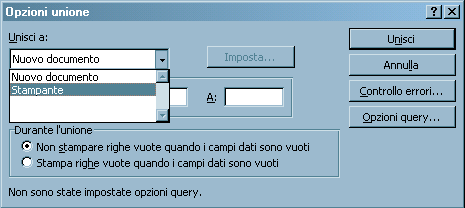 Opzioni unione
Unisci a:
Nuovo documento
Imposta...
Unisci
Nuovo documento
Stampante
Annulla
A:
Controllo errori...
Opzioni query...
Durante l'unione
Non stampare righe vuote quando i campi dati sono vuoti
Stampa righe vuote quando i campi dati sono vuoti
Non sono state impostate opzioni query.